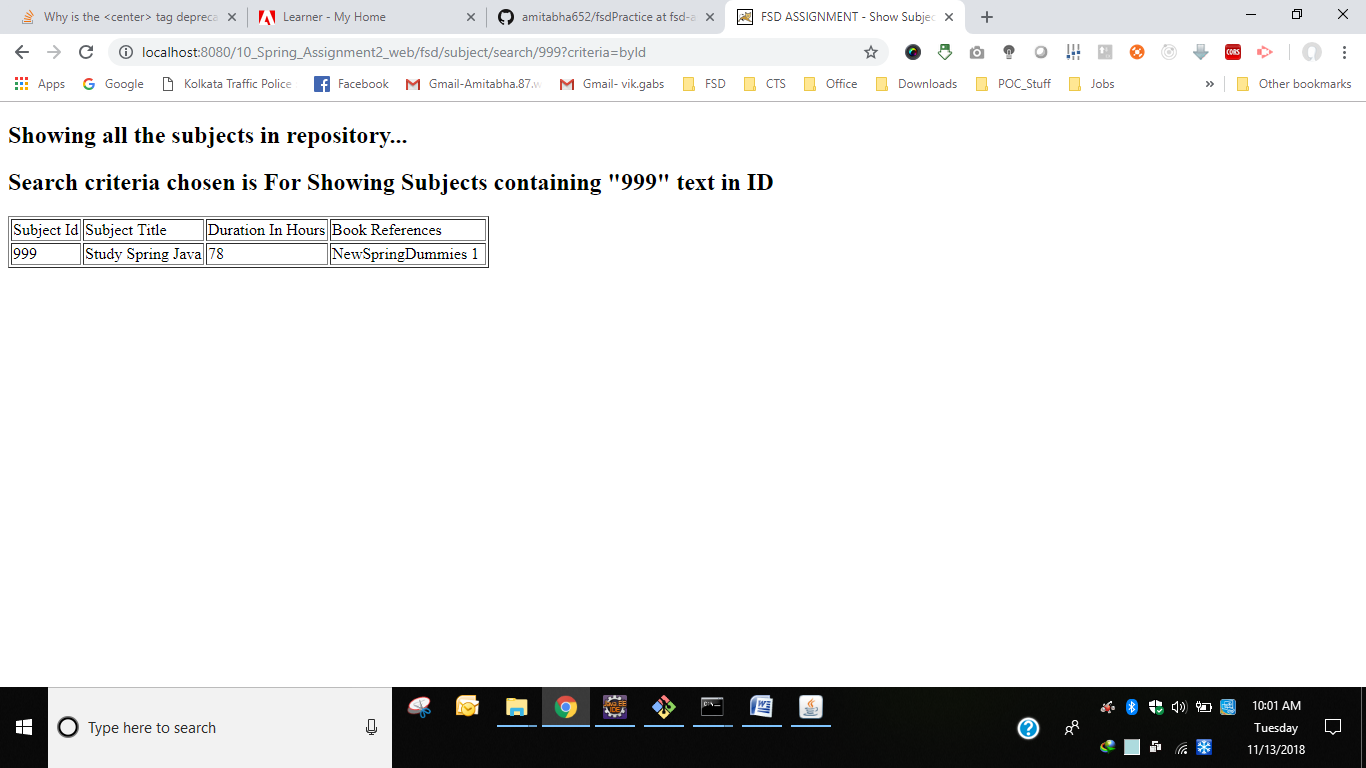 Why is the <center> tag depreca
Learner - My Home
amitabha652/fsdPractice at fsd-a
FSD ASSIGNMENT - Show Subjec
localhost:8080/10_Spring_Assignment2_web/fsd/subject/search/999?criteria=byId
CORS
Apps
Google
Kolkata Traffic Police
Facebook
Gmail-Amitabha.87.w
Gmail- vik.gabs
FSD
CTS
Office
Downloads
POC_Stuff
Jobs
»
Other bookmarks
Showing all the subjects in repository...
Search criteria chosen is For Showing Subjects containing "999" text in ID
Subject Id Subject Title Duration In Hours Book References
999 Study Spring Java 78 NewSpringDummies 1
Type here to search
10:01 AM
Tuesday
11/13/2018